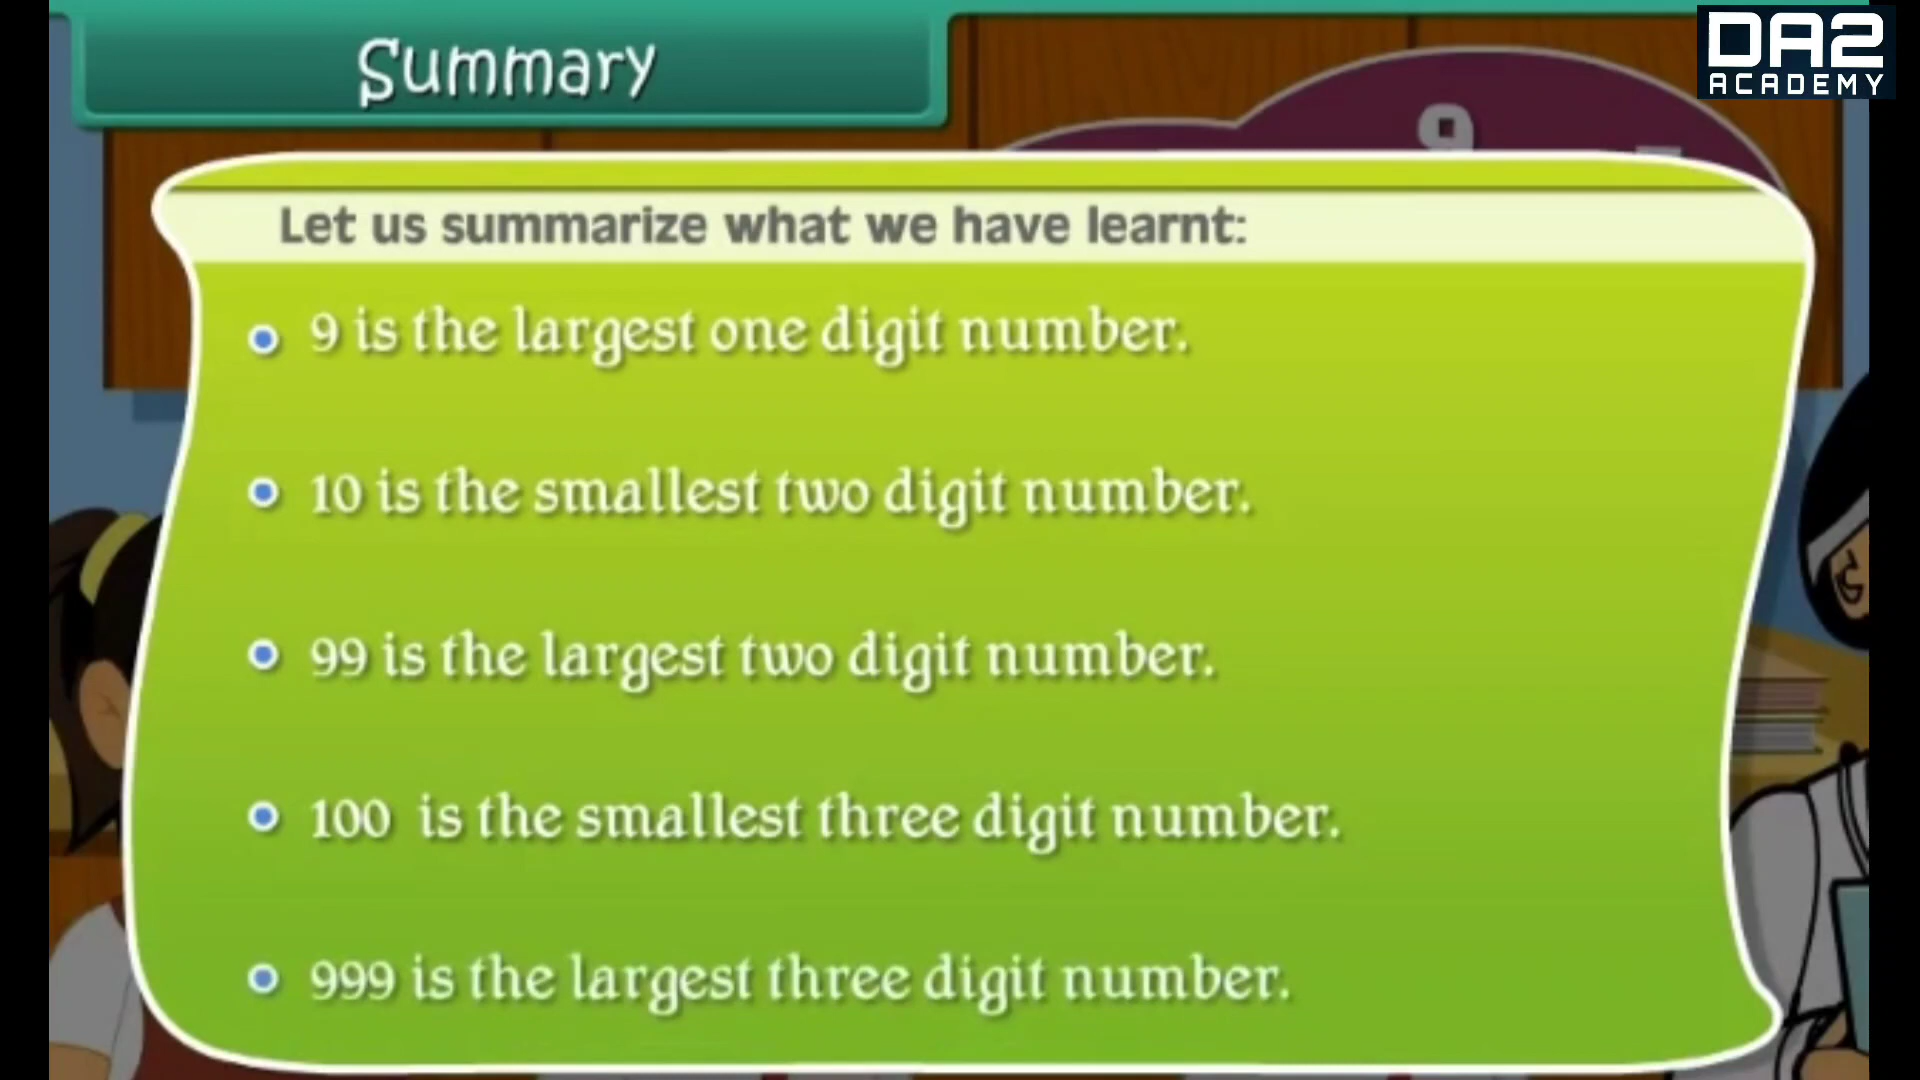 Summary
DA2
ACADEMY
9
Let us summarize what we have learnt:
9 is the largest one digit number.
10 is the smallest two digit number.
99 is the largest two digit number.
100 is the smallest three digit number.
999 is the largest three digit number.